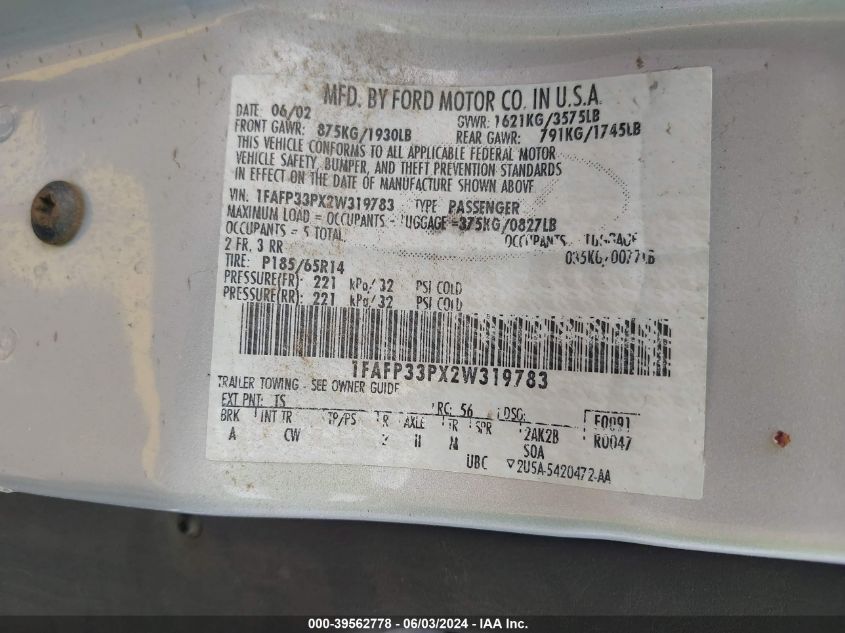 MFD. BY FORD MOTOR CO. IN U.S.A.
DATE 06/02 GVWR: 1621KG/3575LB
FRONT GAWR: 875KG/1930LB REAR GAWR: 791KG/1745LB
THIS VEHICLE CONFORMS TO ALL APPLICABLE FEDERAL MOTOR
VEHICLE SAFETY, BUMPER, AND THEFT PREVENTION STANDARDS
IN EFFECT ON THE DATE OF MANUFACTURE SHOWN ABOVE
VIN. 1FAFP33PX2W319783 TYPE PASSENGER
MAXIMUM LOAD = OCCUPANTS - LUGGAGE =375KG/0827LB
OCCUPANTS = 5 TOTAL OCCUPANTS
2 FR. 3 RR
TIRE: P185/65R14
PRESSURE(FR): 221 kPa/32 PSI COLD
PRESSURE(RR): 221 kPa/32 PSI COLD
1FAFP33PX2W319783
TRAILER TOWING - SEE OWNER GUIDE
EXT PNT: TS RC: 56 DSO: F0091
BRK INT TR TP/PS R AXLE TR SPR R0047
A CW 2AK2B
SOA
UBC ▽2U5A-5420472-AA
000-39562778 - 06/03/2024 - IAA Inc.